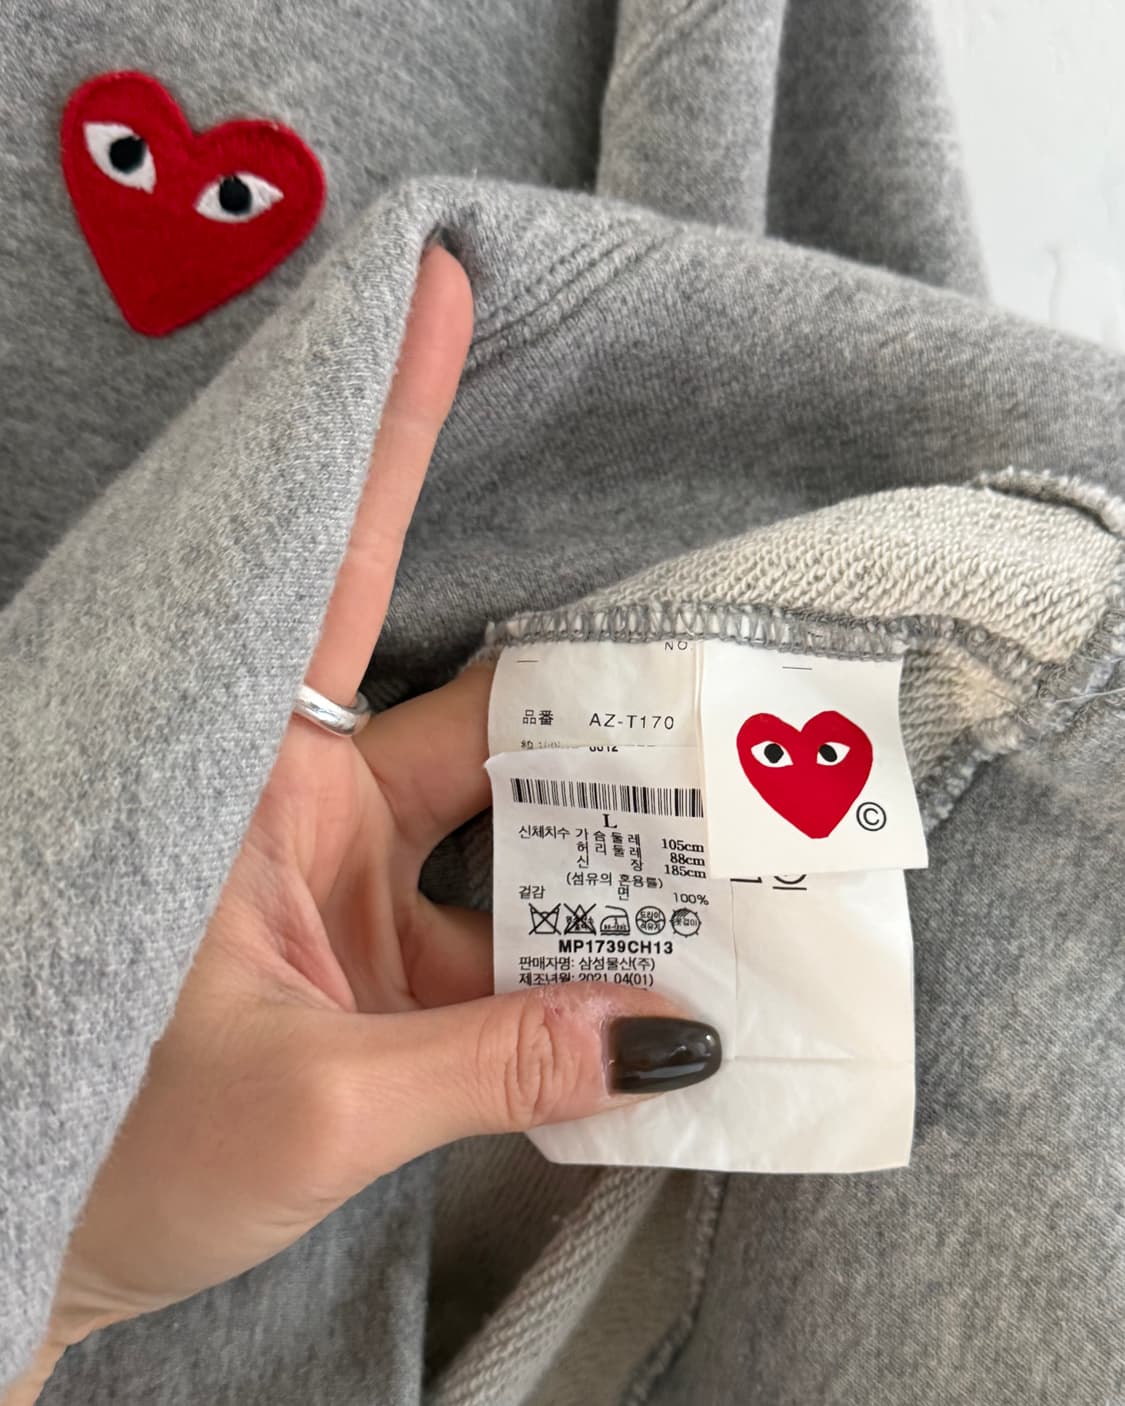 NO.
品番 AZ-T170
L
신체치수 가슴둘레 105cm
허리둘레 88cm
신장 185cm
(섬유의 혼용률)
겉감 면 100%
MP1739CH13
판매자명: 삼성물산(주)
제조년월: 2021.04(01)
©